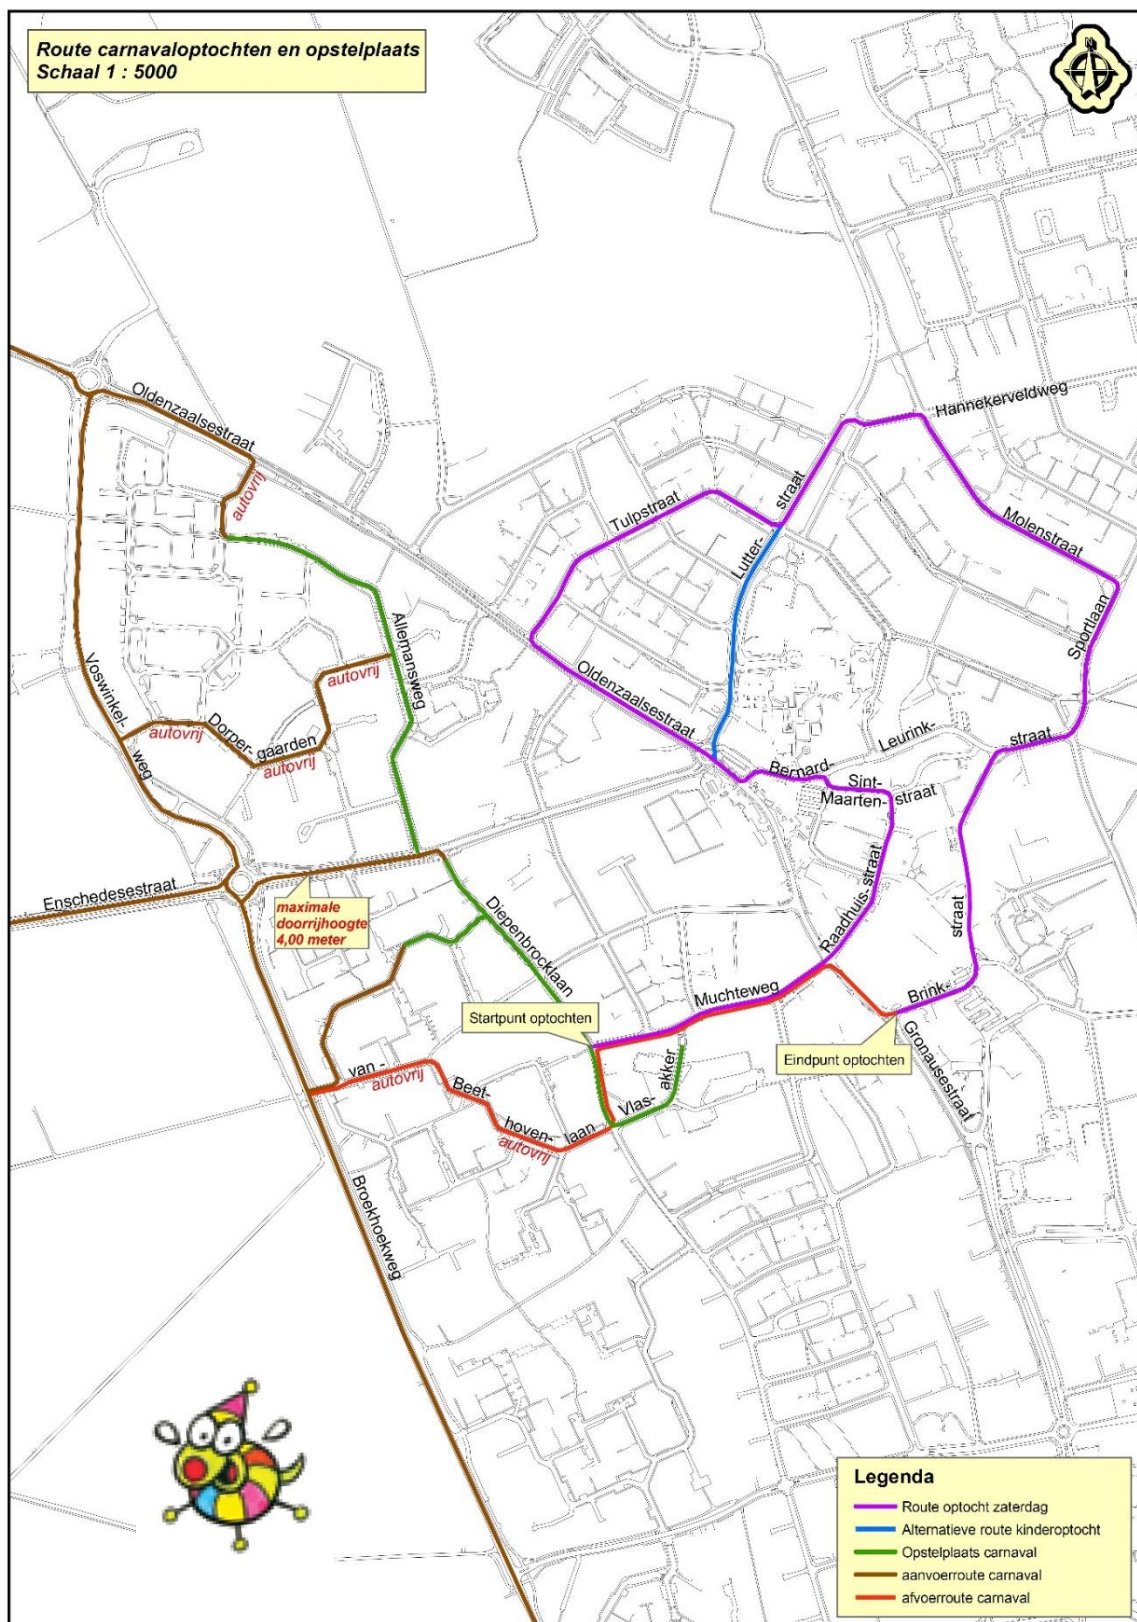 Route carnavaloptochten en opstelplaats
Schaal 1 : 5000
N
Oldenzaalsestraat
autovrij
Hannekerveldweg
Tulpstraat
Lutter-
straat
Molenstraat
Sportlaan
Allemansweg
Oldenzaalsestraat
Voswinkel-
weg
autovrij
Dorper-
gaarden
autovrij
autovrij
Leurink-
straat
Bernard-
Sint-
Maarten-
straat
Enschedesestraat
maximale
doorrijhoogte
4,00 meter
Diepenbrocklaan
Raadhuis-
straat
straat
Brink-
Muchteweg
Startpunt optochten
Eindpunt optochten
Gronausestraat
van -
autovrij
Beet-
hoven-
laan
autovrij
Vlas-
akker
Broekhoekweg
Legenda
Route optocht zaterdag
Alternatieve route kinderoptocht
Opstelplaats carnaval
aanvoerroute carnaval
afvoerroute carnaval